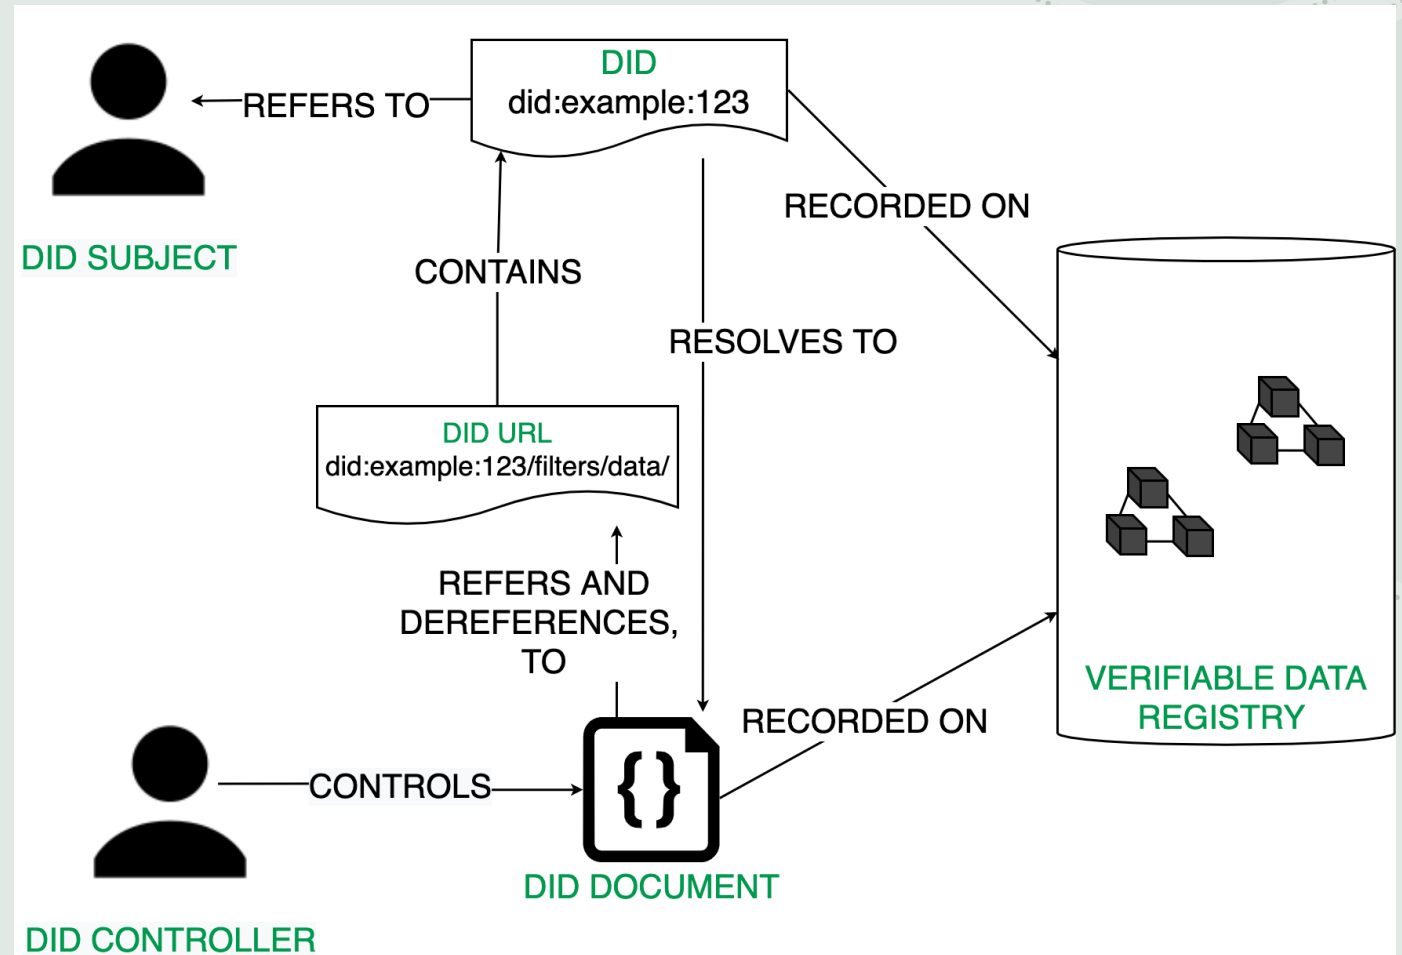 DID
did:example:123
REFERS TO
RECORDED ON
DID SUBJECT
CONTAINS
RESOLVES TO
DID URL
did:example:123/filters/data/
REFERS AND
DEREFERENCES,
TO
VERIFIABLE DATA
REGISTRY
RECORDED ON
CONTROLS
{}
DID DOCUMENT
DID CONTROLLER